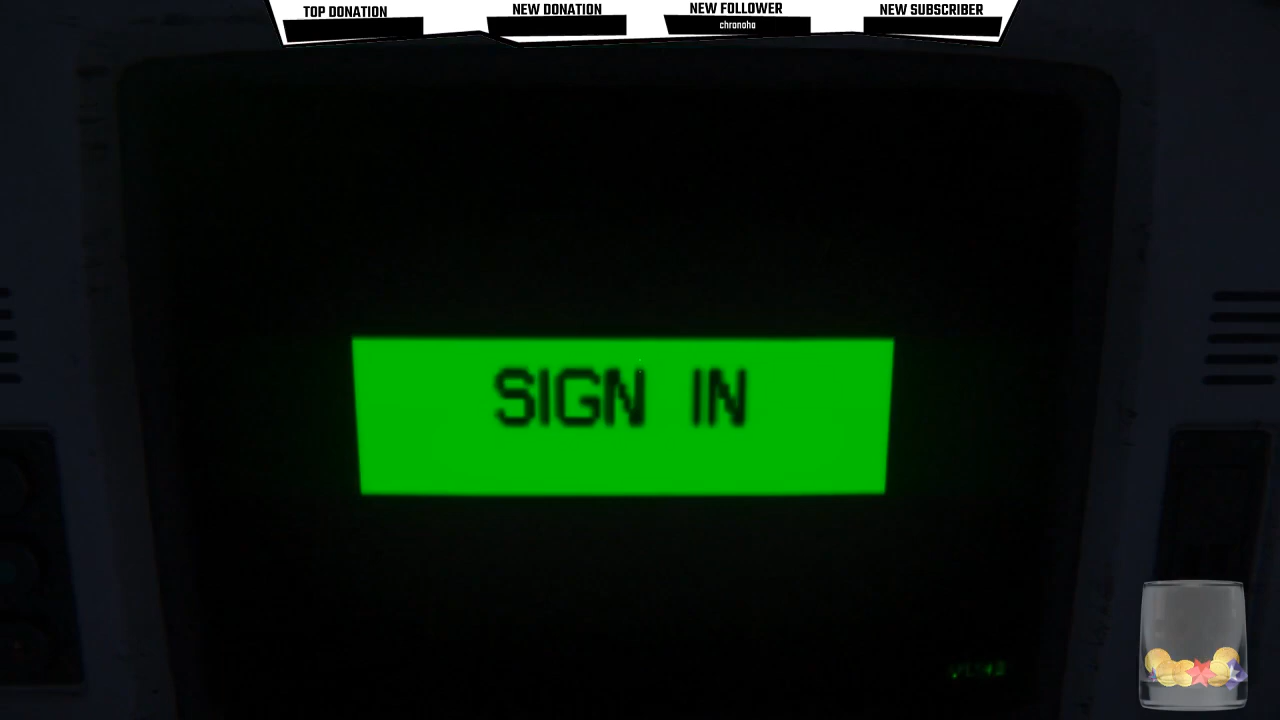 TOP DONATION
NEW DONATION
NEW FOLLOWER
chronoha
NEW SUBSCRIBER
SIGN IN